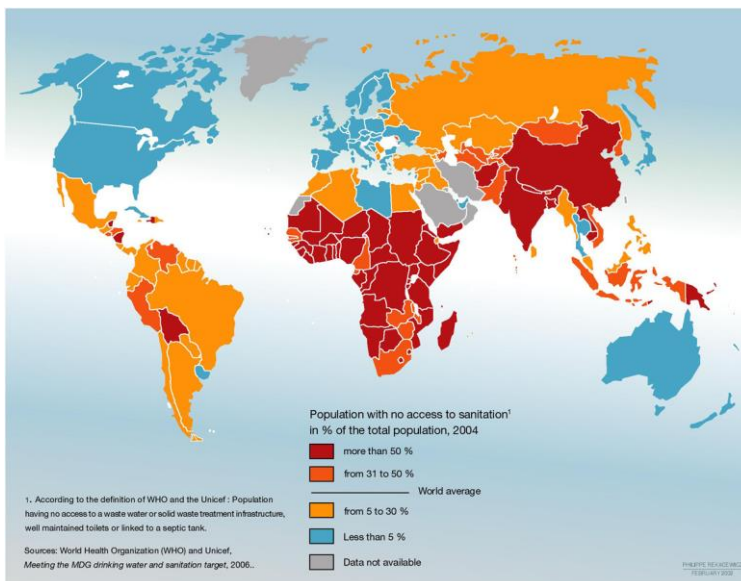 Population with no access to sanitation¹
in % of the total population, 2004
more than 50 %
from 31 to 50 %
World average
from 5 to 30 %
Less than 5 %
Data not available
1. According to the definition of WHO and the Unicef : Population
having no access to a waste water or solid waste treatment infrastructure,
well maintained toilets or linked to a septic tank.
Sources: World Health Organization (WHO) and Unicef,
Meeting the MDG drinking water and sanitation target, 2006..
PHILIPPE REKACEWICZ